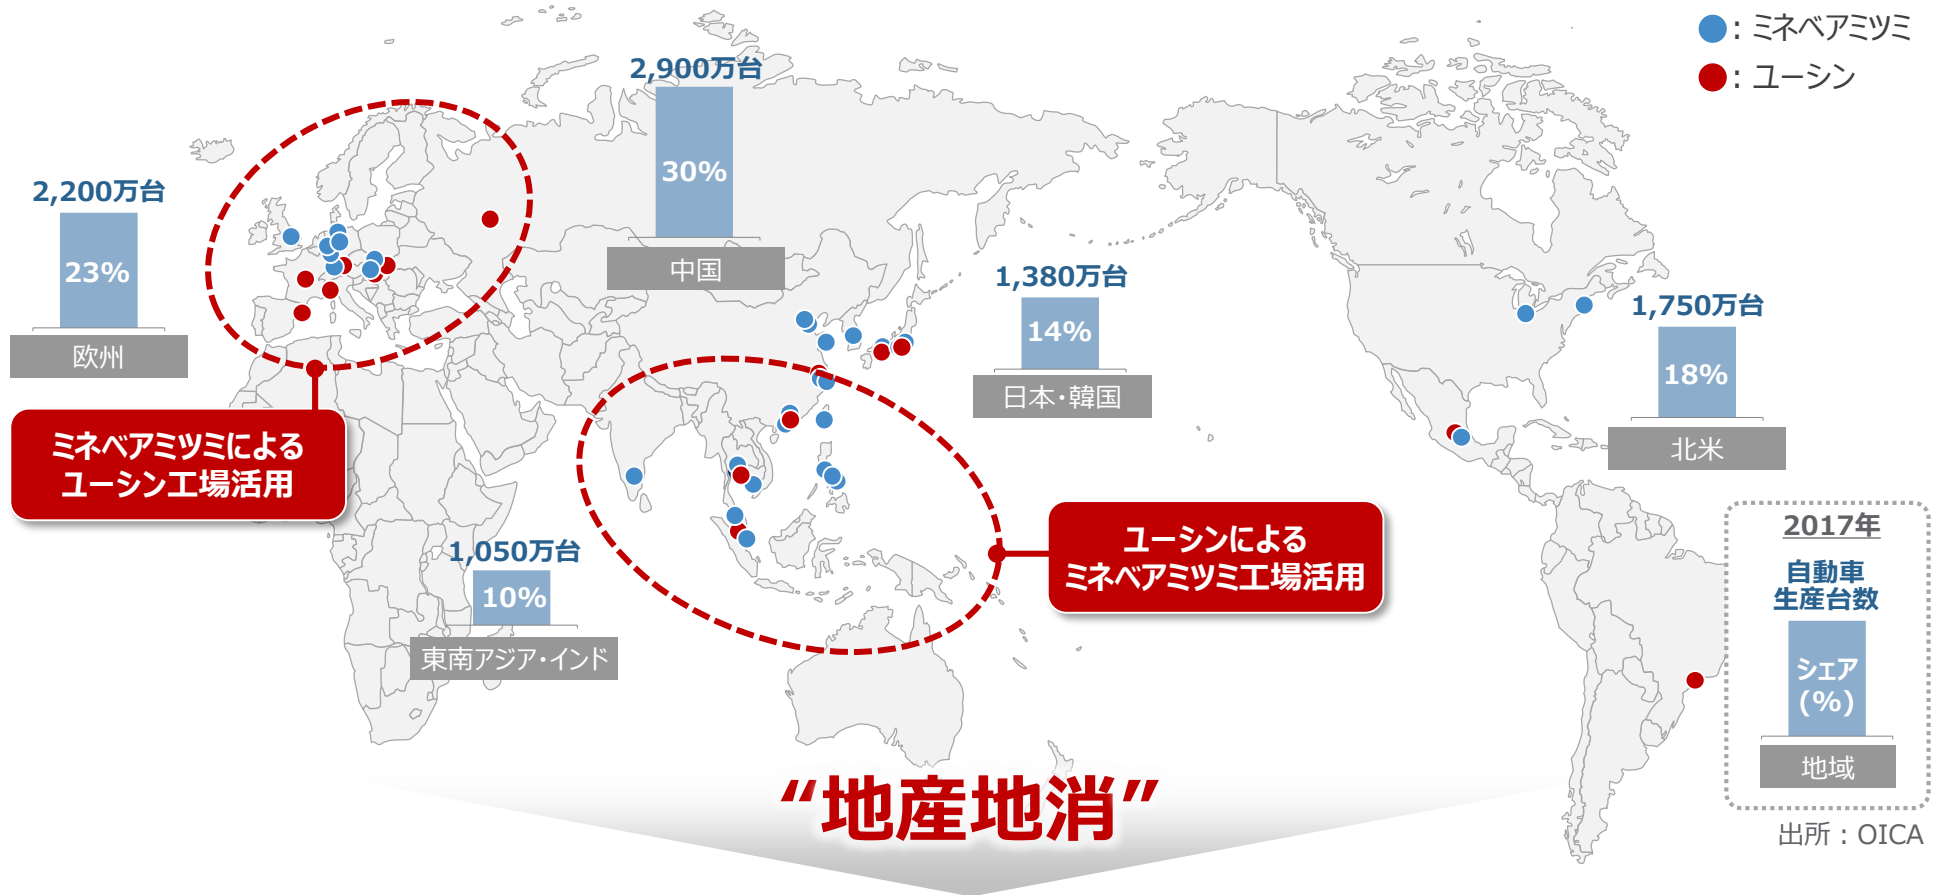 ：ミネベアミツミ
：ユーシン
2,900万台
30%
中国
2,200万台
23%
欧州
1,380万台
14%
日本・韓国
1,750万台
18%
北米
ミネベアミツミによる
ユーシン工場活用
1,050万台
10%
東南アジア・インド
ユーシンによる
ミネベアミツミ工場活用
2017年
自動車
生産台数
シェア
(%)
地域
出所：OICA
“地産地消”